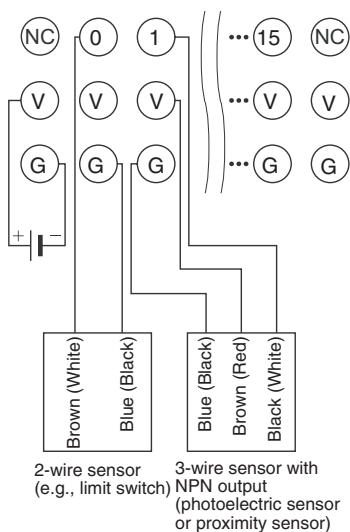 NC 0 1 ••• 15 NC
V V V ••• V V
G G G ••• G G
+ −
Brown (White)
Blue (Black)
Blue (Black)
Brown (Red)
Black (White)
2-wire sensor
(e.g., limit switch)
3-wire sensor with
NPN output
(photoelectric sensor
or proximity sensor)